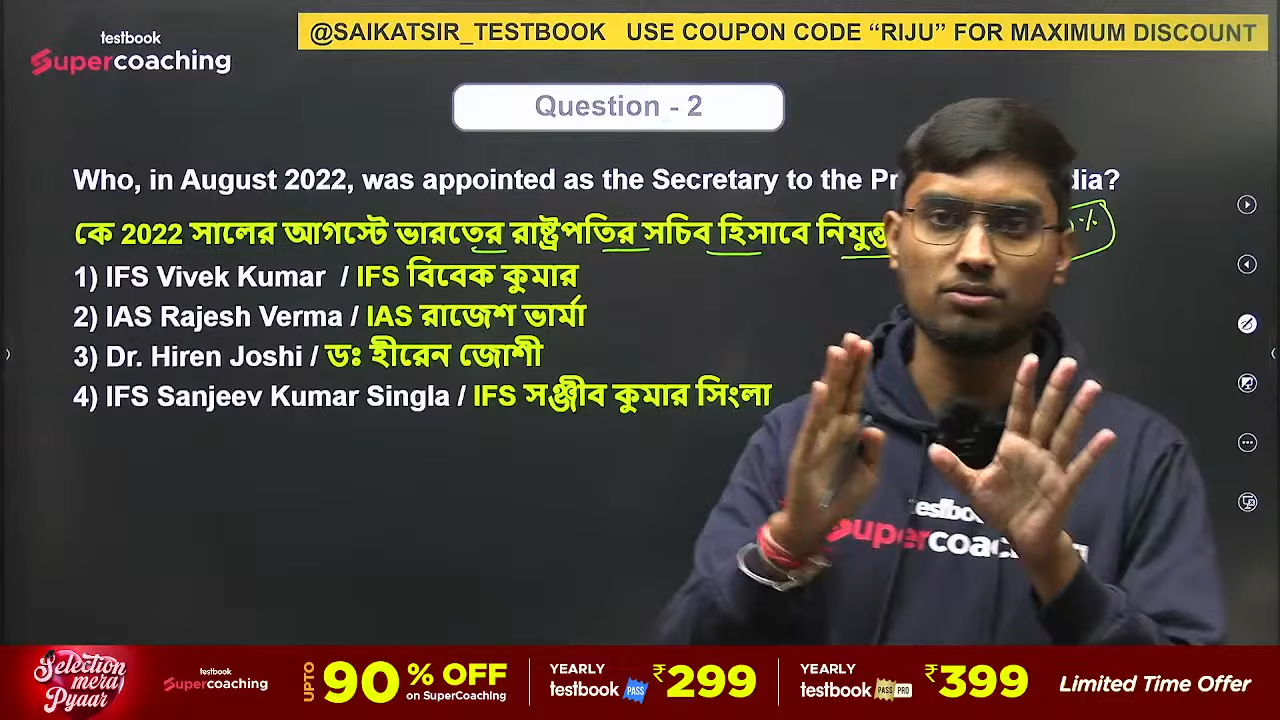 testbook
Supercoaching
@SAIKATSIR_TESTBOOK USE COUPON CODE “RIJU” FOR MAXIMUM DISCOUNT
Question - 2
Who, in August 2022, was appointed as the Secretary to the
কে 2022 সালের আগস্টে ভারতের রাষ্ট্রপতির সচিব হিসাবে
1) IFS Vivek Kumar / IFS বিবেক কুমার
2) IAS Rajesh Verma / IAS রাজেশ ভার্মা
3) Dr. Hiren Joshi / ডঃ হীরেন জোশী
4) IFS Sanjeev Kumar Singla / IFS সঞ্জীব কুমার সিংলা
Selection mera Pyaar
testbook
Supercoaching
UPTO 90% OFF on SuperCoaching
YEARLY testbook PASS ₹299
YEARLY testbook PASS PRO ₹399
Limited Time Offer